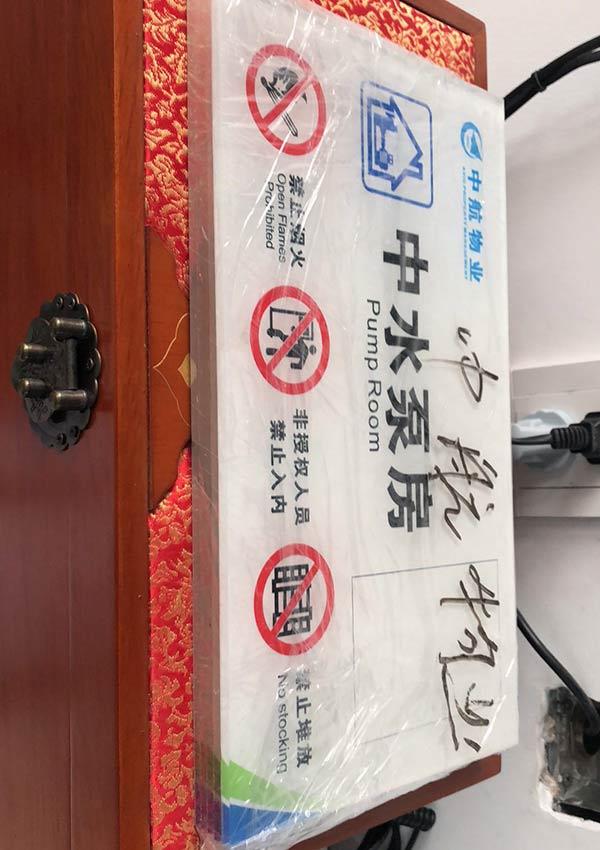 中航物业
中水泵房
Pump Room
中航物业
禁止烟火
Open Flames
Prohibited
非授权人员
禁止入内
禁止堆放
No stocking